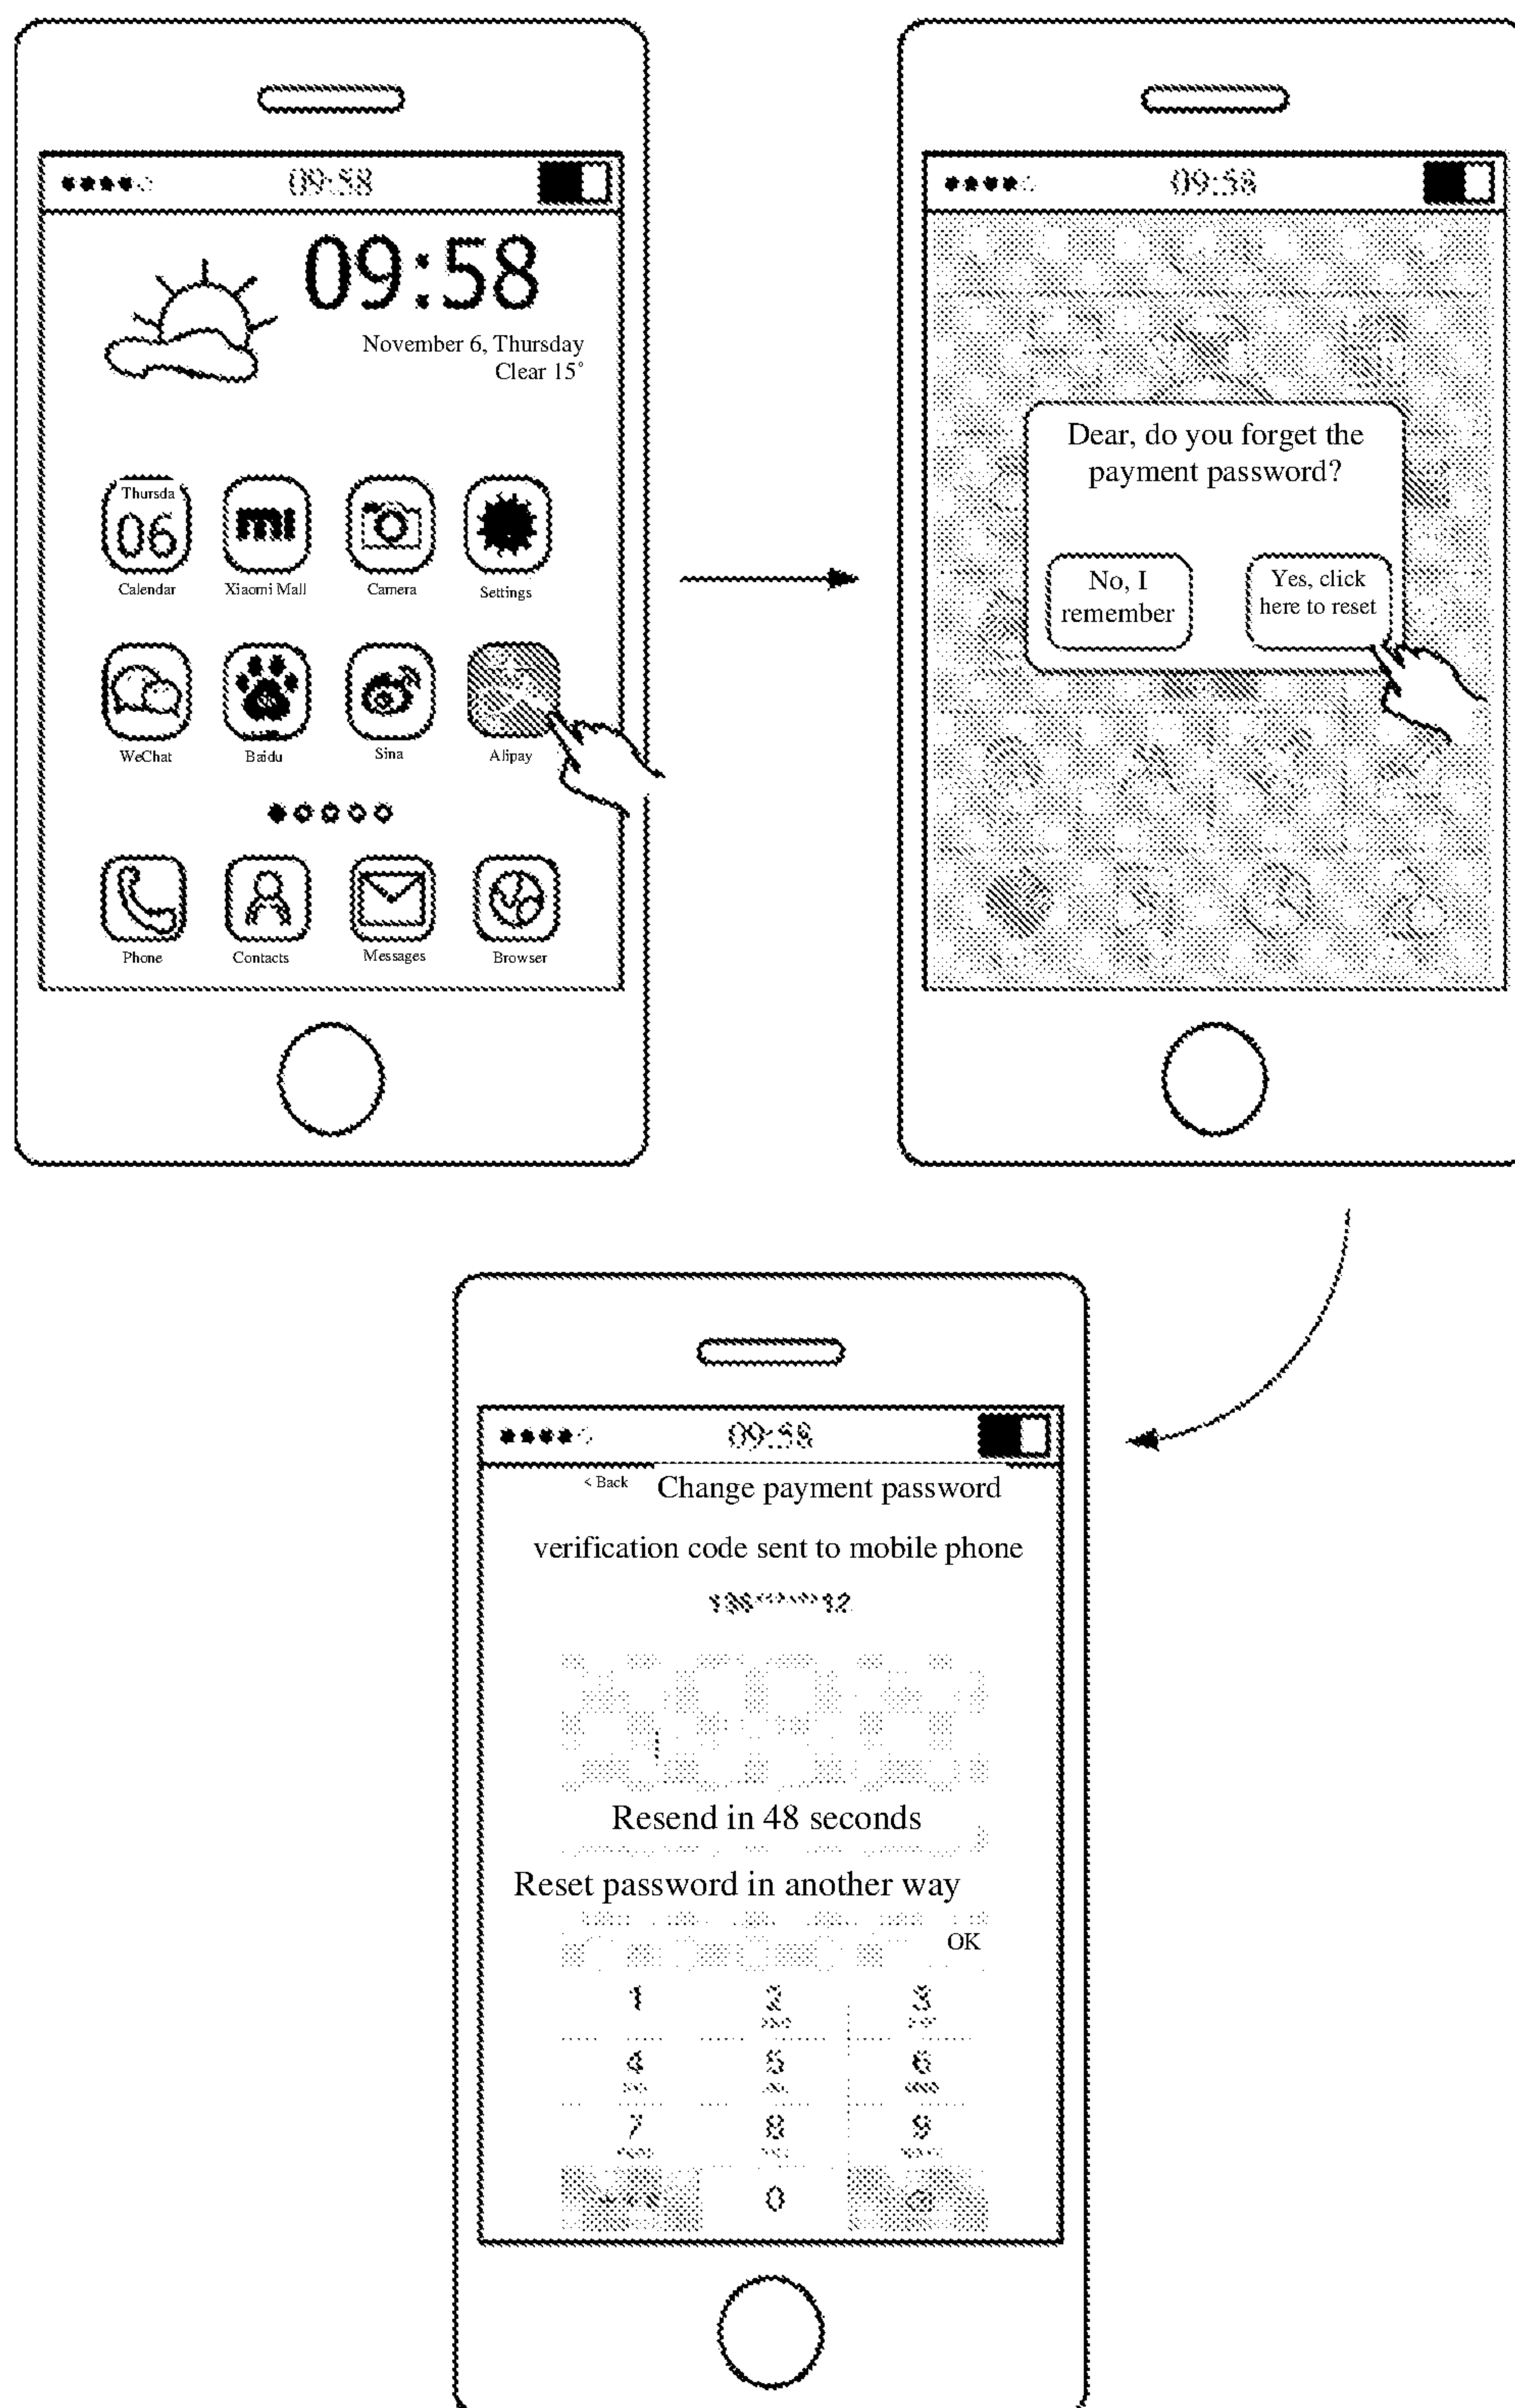 09:58
09:58
November 6, Thursday
Clear 15°
Thursda
06
mi
Calendar
Xiaomi Mall
Camera
Settings
WeChat
Baidu
Sina
Alipay
Phone
Contacts
Messages
Browser
09:58
Dear, do you forget the
payment password?
No, I
remember
Yes, click
here to reset
09:58
< Back
Change payment password
verification code sent to mobile phone
Resend in 48 seconds
Reset password in another way
OK
1
2
3
4
5
6
7
8
9
0